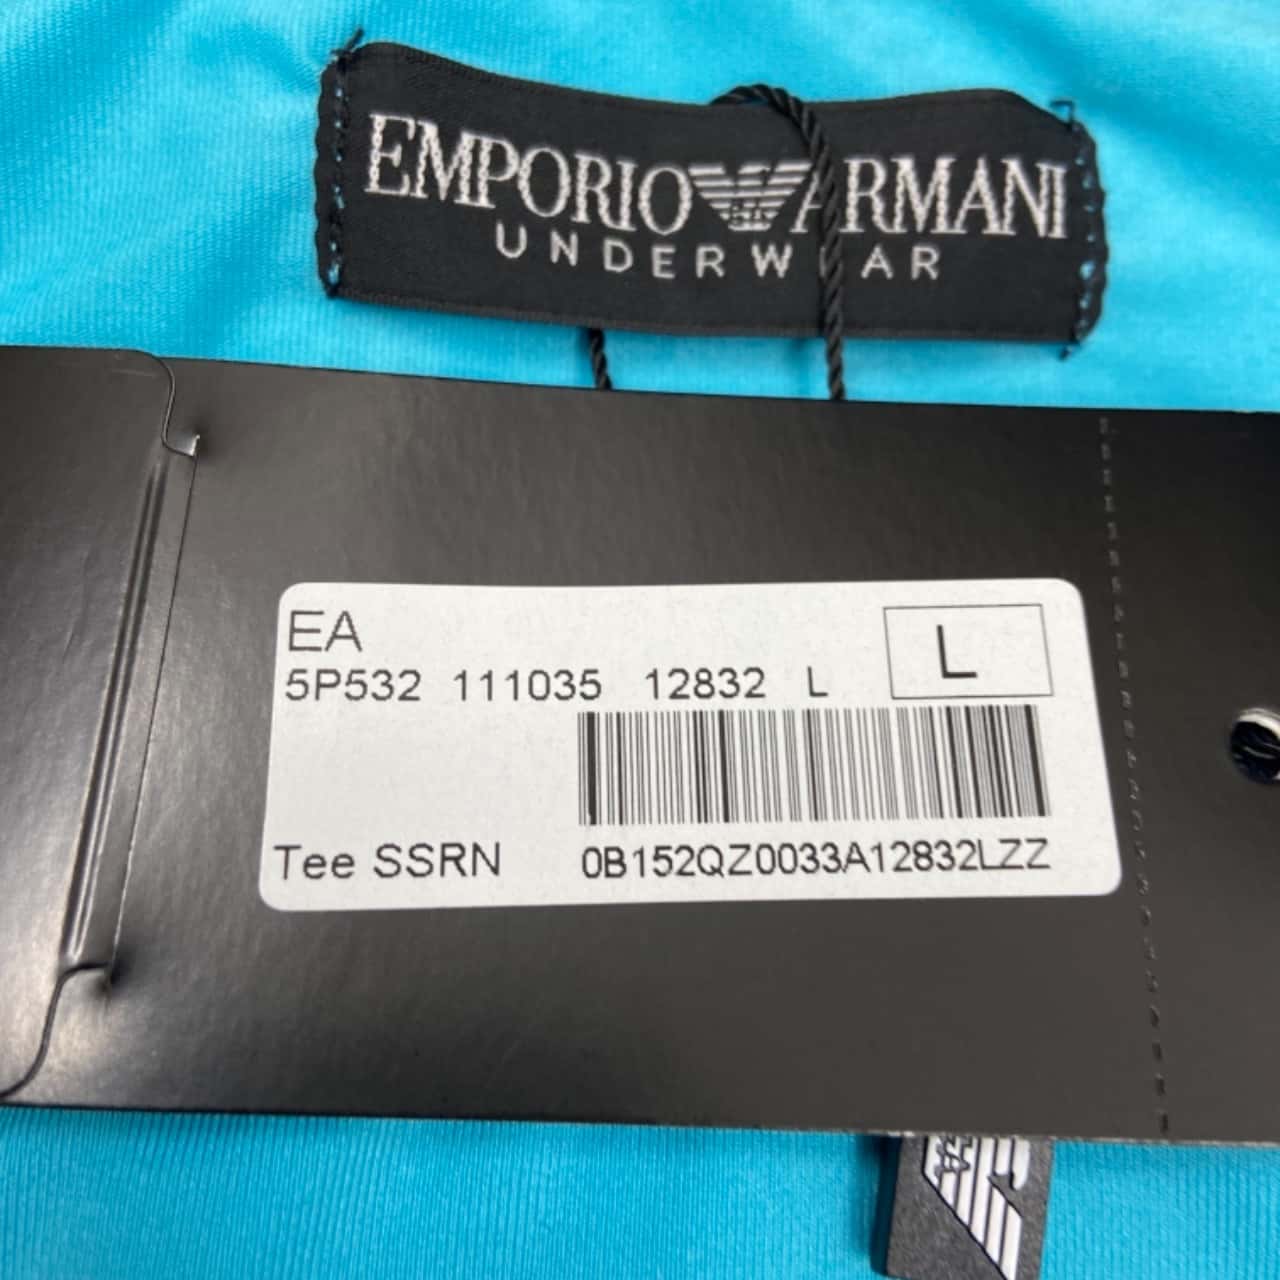 EMPORIO ARMANI
UNDERWEAR
EA
L
5P532 111035 12832 L
Tee SSRN 0B152QZ0033A12832LZZ